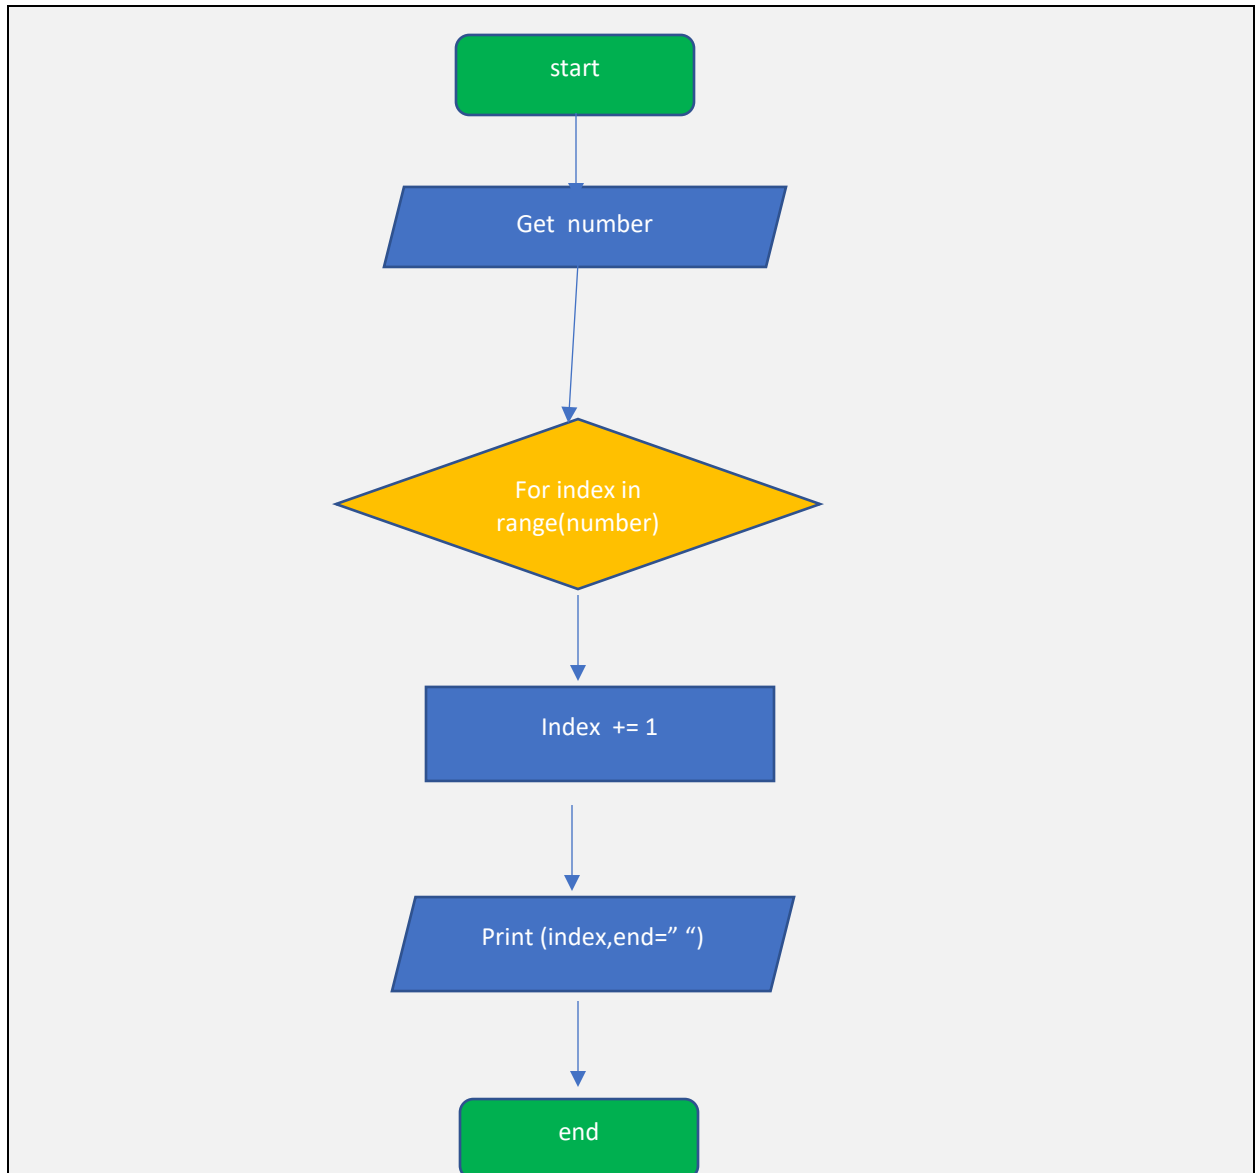 start
Get  number
For index in
range(number)
Index  += 1
Print (index,end=” “)
end